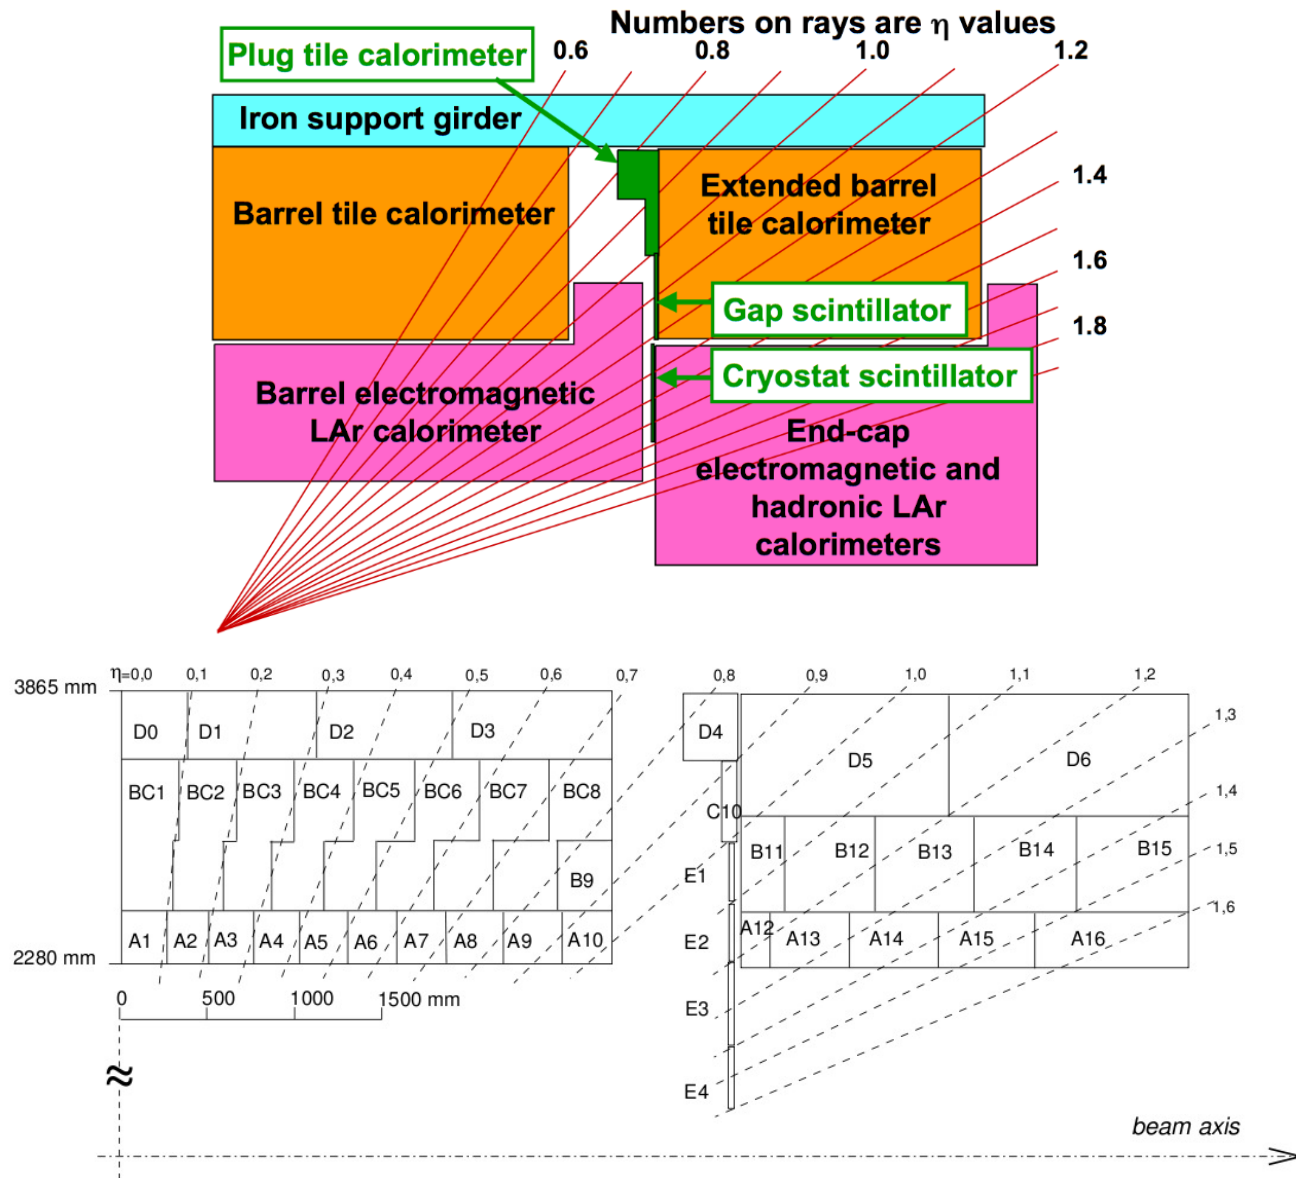 Numbers on rays are η values
Plug tile calorimeter
0.6
0.8
1.0
1.2
Iron support girder
Barrel tile calorimeter
Extended barrel
tile calorimeter
1.4
1.6
1.8
Gap scintillator
Cryostat scintillator
Barrel electromagnetic
LAr calorimeter
End-cap
electromagnetic and
hadronic LAr
calorimeters
3865 mm
η=0,0
0,1
0,2
0,3
0,4
0,5
0,6
0,7
0,8
0,9
1,0
1,1
1,2
1,3
1,4
1,5
1,6
D0
D1
D2
D3
D4
D5
D6
BC1
BC2
BC3
BC4
BC5
BC6
BC7
BC8
C10
B9
B11
B12
B13
B14
B15
E1
E2
E3
E4
A1
A2
A3
A4
A5
A6
A7
A8
A9
A10
A12
A13
A14
A15
A16
2280 mm
0
500
1000
1500 mm
beam axis